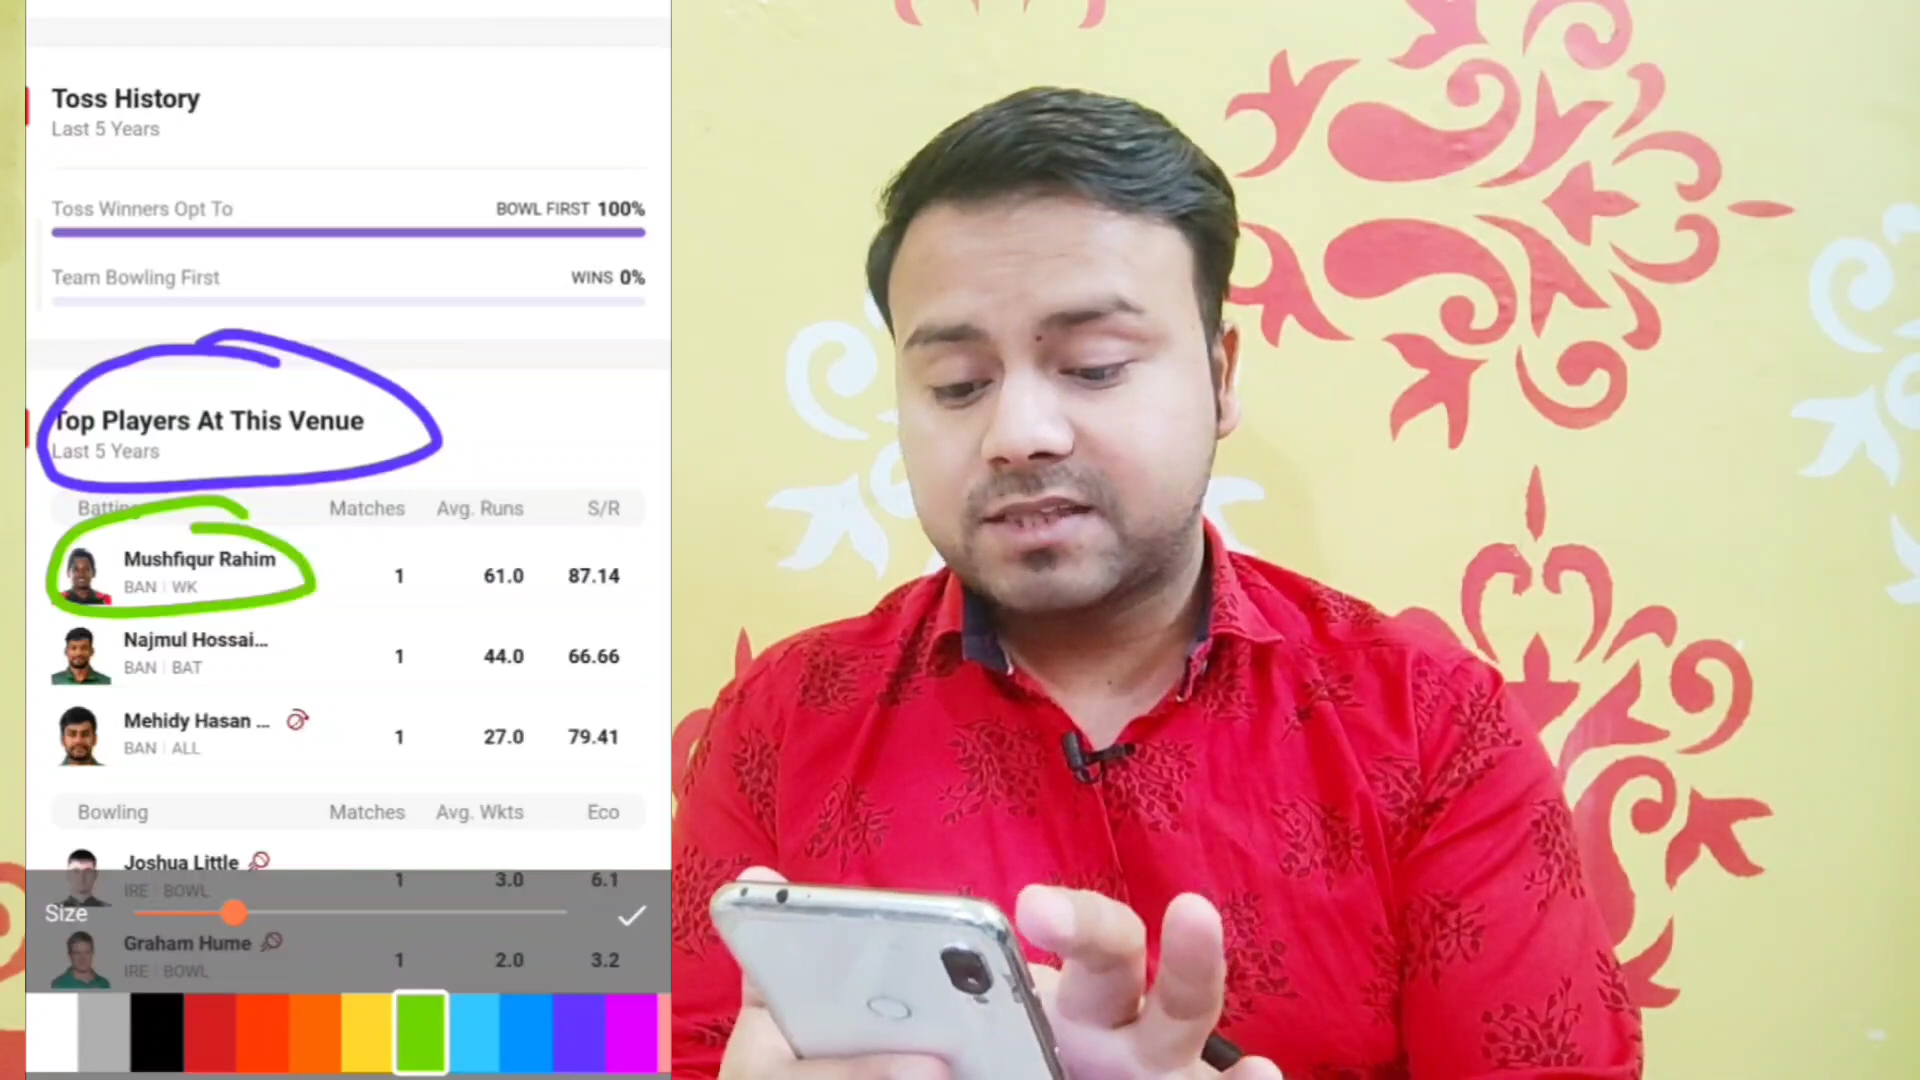 Toss History
Last 5 Years
Toss Winners Opt To BOWL FIRST 100%
Team Bowling First WINS 0%
Top Players At This Venue
Last 5 Years
Batting Matches Avg. Runs S/R
Mushfiqur Rahim
BAN | WK 1 61.0 87.14
Najmul Hossai...
BAN | BAT 1 44.0 66.66
Mehidy Hasan ...
BAN | ALL 1 27.0 79.41
Bowling Matches Avg. Wkts Eco
Joshua Little
IRE | BOWL 1 3.0 6.1
Size
Graham Hume
IRE | BOWL 1 2.0 3.2